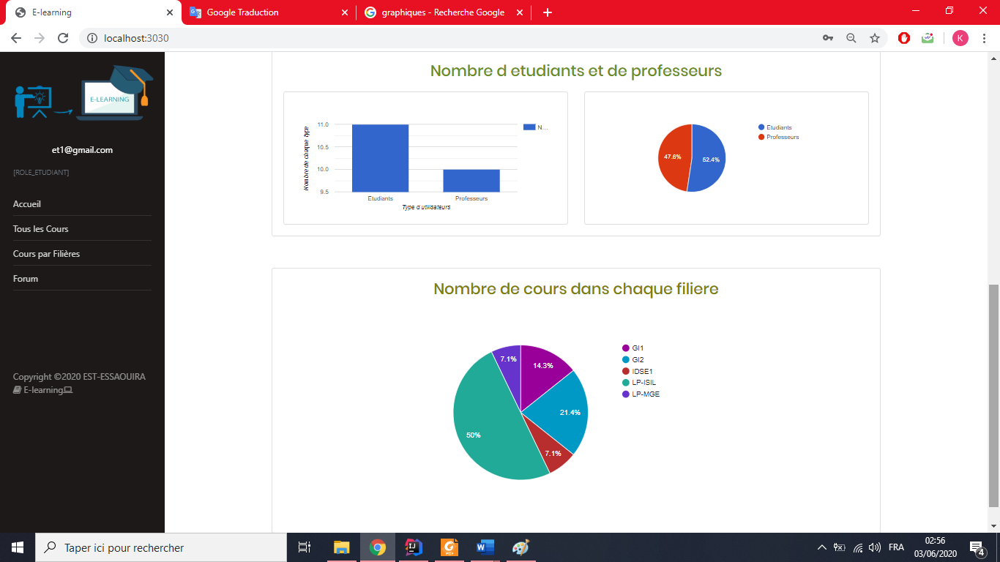 E-learning
Google Traduction
graphiques - Recherche Google
localhost:3030
K
E-LEARNING
et1@gmail.com
[ROLE_ETUDIANT]
Accueil
Tous les Cours
Cours par Filières
Forum
Copyright ©2020 EST-ESSAOUIRA
E-learning
Nombre d etudiants et de professeurs
Nombre de chaque type
11.0
10.5
10.0
9.5
Etudiants
Professeurs
Type d utilisateurs
N...
47.6%
52.4%
Etudiants
Professeurs
Nombre de cours dans chaque filiere
7.1%
14.3%
21.4%
50%
7.1%
GI1
GI2
IDSE1
LP-ISIL
LP-MGE
Taper ici pour rechercher
IJ
G
PDF
W
FRA
02:56
03/06/2020
4